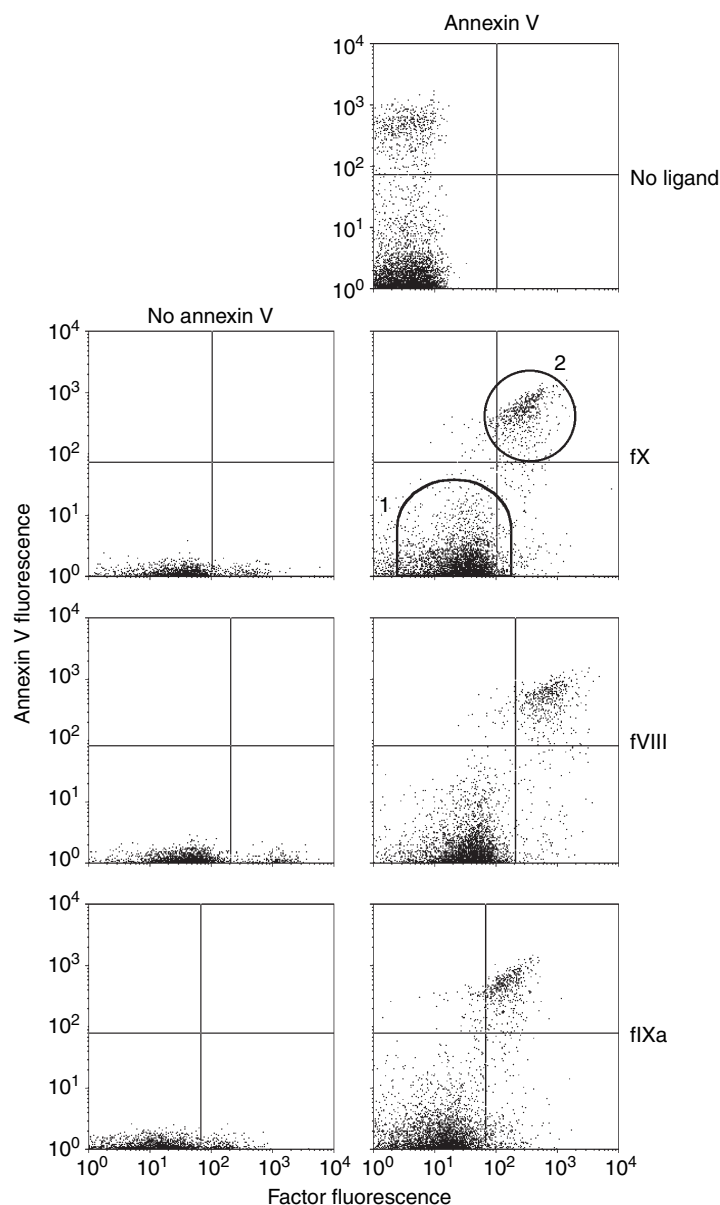 Annexin V
10⁴
10³
10²
10¹
10⁰
No ligand
No annexin V
10⁴
10³
10²
10¹
10⁰
2
1
fX
10⁴
10³
10²
10¹
10⁰
fVIII
10⁴
10³
10²
10¹
10⁰
fIXa
10⁰ 10¹ 10² 10³ 10⁴ 10⁰ 10¹ 10² 10³ 10⁴
Factor fluorescence
Annexin V fluorescence